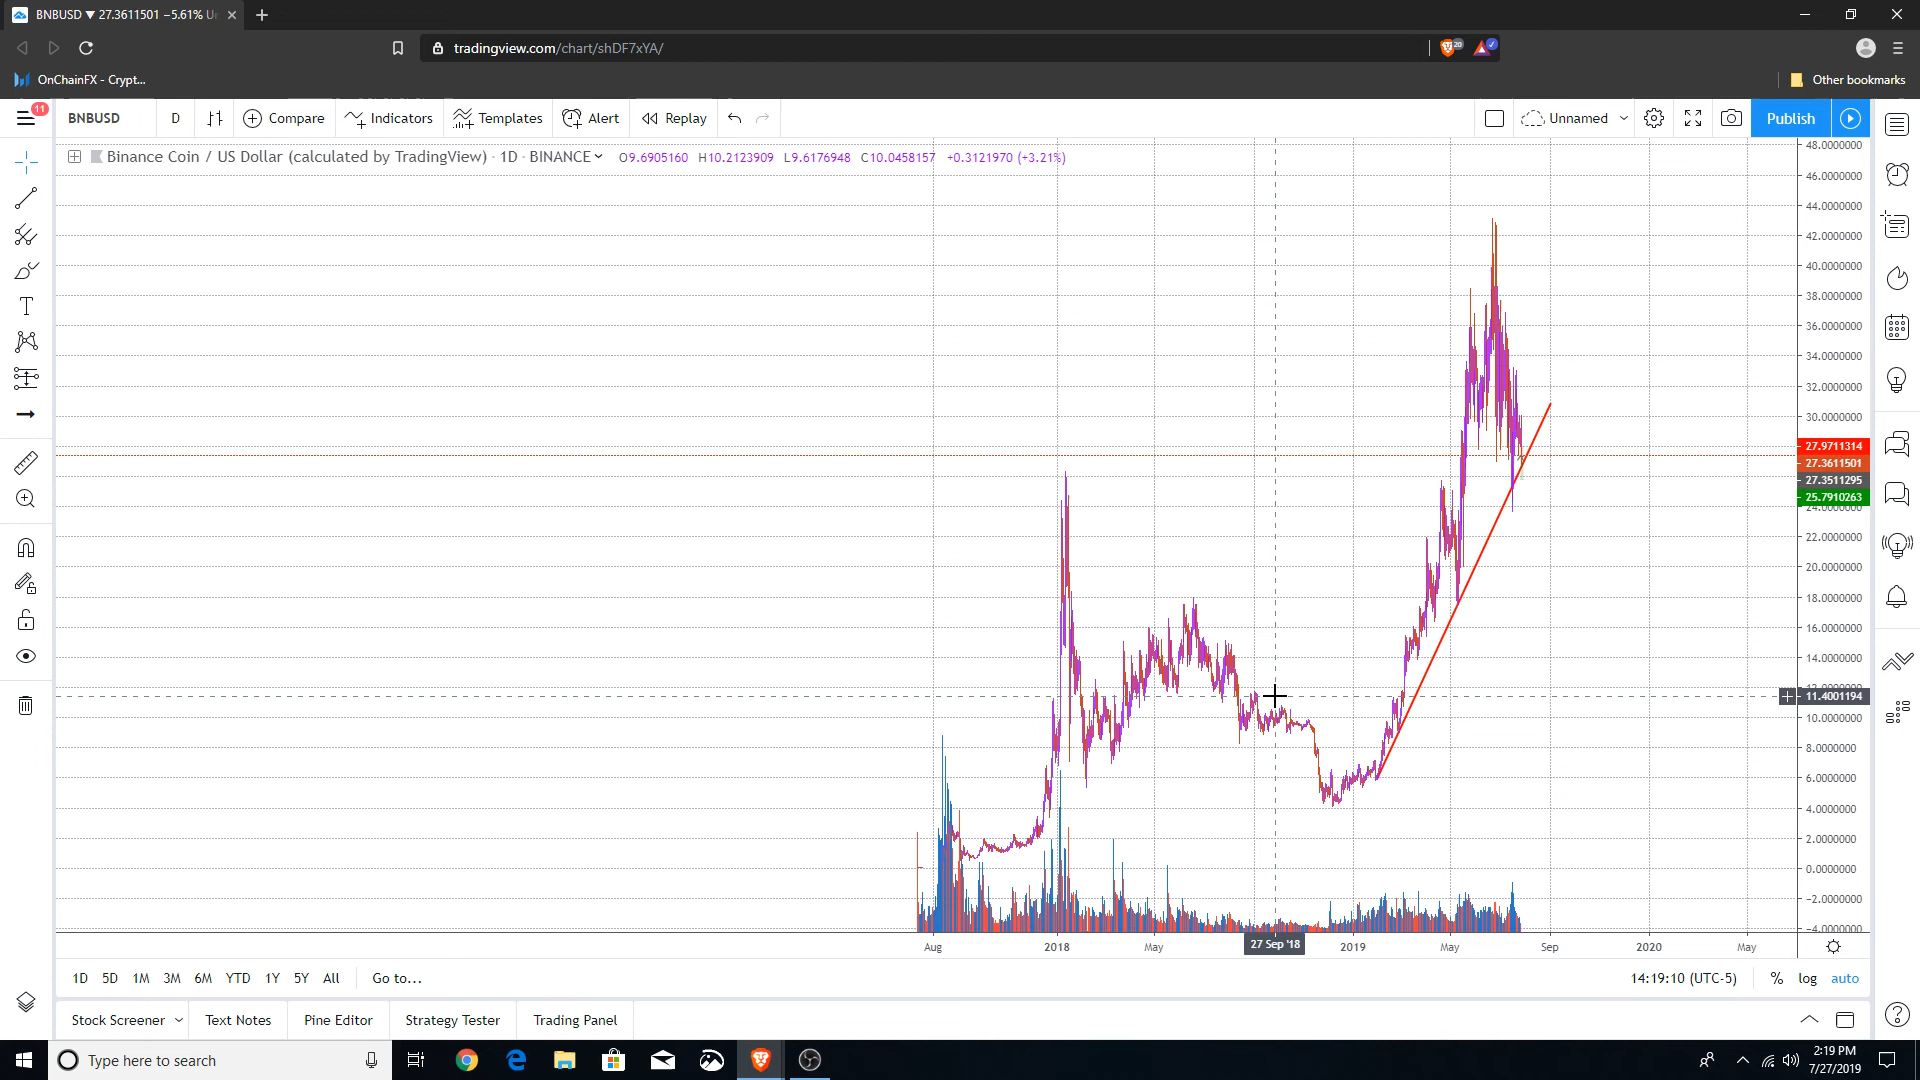 BNBUSD ▼ 27.3611501 −5.61% Un
tradingview.com/chart/shDF7xYA/
20
OnChainFX - Crypt...
Other bookmarks
11
BNBUSD
D
Compare
Indicators
Templates
Alert
Replay
Unnamed
Publish
Binance Coin / US Dollar (calculated by TradingView) · 1D · BINANCE
O9.6905160 H10.2123909 L9.6176948 C10.0458157 +0.3121970 (+3.21%)
48.0000000
46.0000000
44.0000000
42.0000000
40.0000000
38.0000000
36.0000000
34.0000000
32.0000000
30.0000000
27.9711314
27.3611501
27.3511295
25.7910263
24.0000000
22.0000000
20.0000000
18.0000000
16.0000000
14.0000000
12.0000000
11.4001194
10.0000000
8.0000000
6.0000000
4.0000000
2.0000000
0.0000000
−2.0000000
−4.0000000
Aug
2018
May
27 Sep '18
2019
May
Sep
2020
May
1D 5D 1M 3M 6M YTD 1Y 5Y All
Go to...
14:19:10 (UTC-5)
%
log
auto
Stock Screener
Text Notes
Pine Editor
Strategy Tester
Trading Panel
Type here to search
2:19 PM
7/27/2019